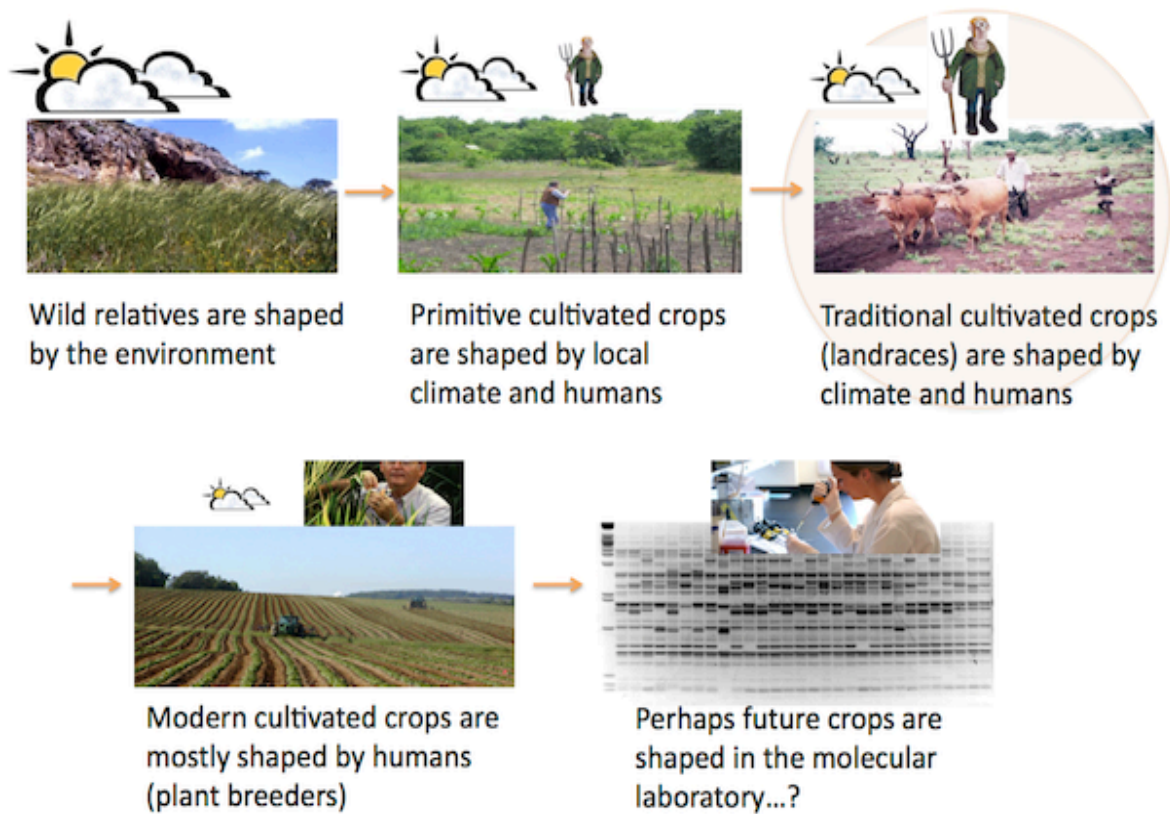 Wild relatives are shaped
by the environment
Primitive cultivated crops
are shaped by local
climate and humans
Traditional cultivated crops
(landraces) are shaped by
climate and humans
Modern cultivated crops are
mostly shaped by humans
(plant breeders)
Perhaps future crops are
shaped in the molecular
laboratory...?